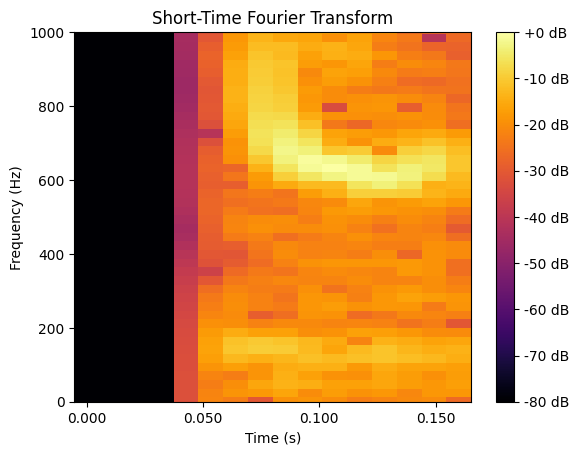 Short-Time Fourier Transform
1000
800
600
400
200
0
Frequency (Hz)
0.000
0.050
0.100
0.150
Time (s)
+0 dB
-10 dB
-20 dB
-30 dB
-40 dB
-50 dB
-60 dB
-70 dB
-80 dB